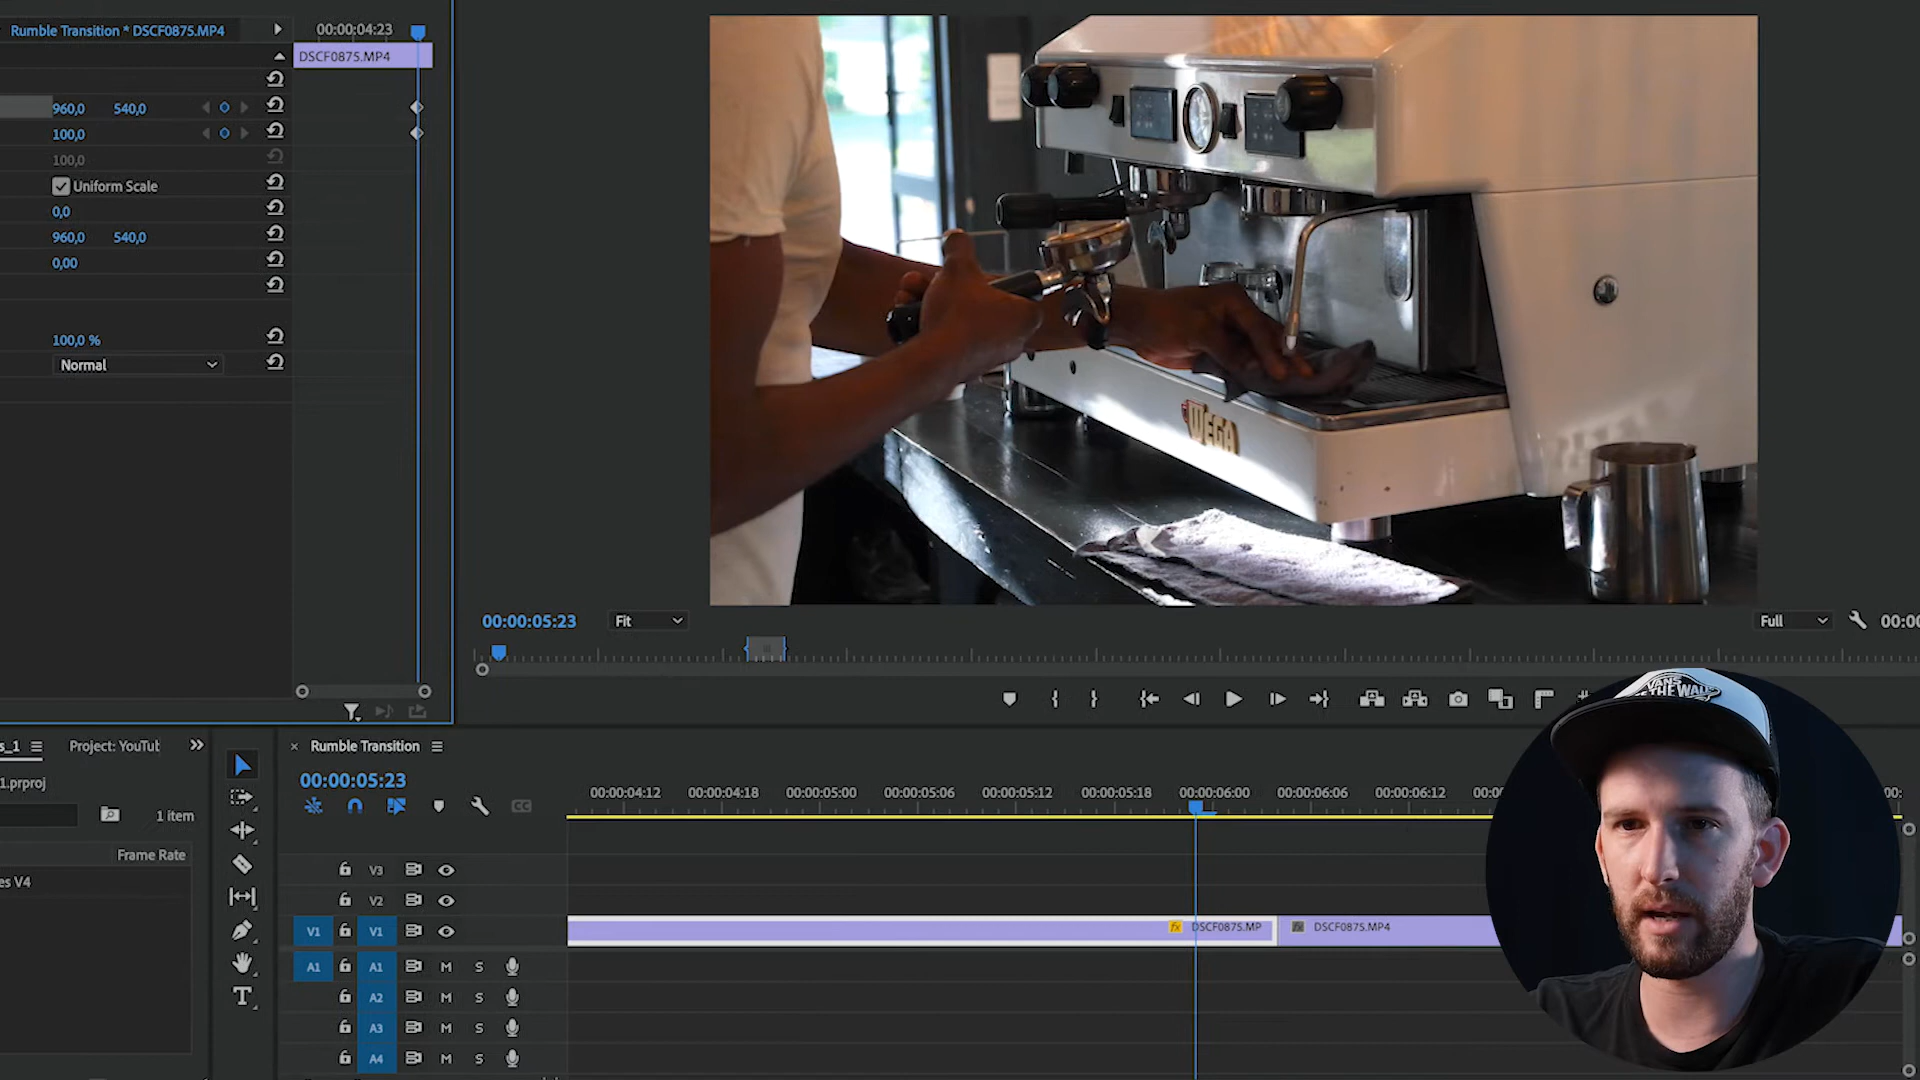 Rumble Transition * DSCF0875.MP4
00:00:04:23
DSCF0875.MP4
960,0 540,0
100,0
100,0
Uniform Scale
0,0
960,0 540,0
0,00
100,0 %
Normal
WEGA
00:00:05:23
Fit
Full
00:00
VANS
THE WALL
s_1
Project: YouTub
Rumble Transition
1.prproj
00:00:05:23
1 item
Frame Rate
es V4
00:00:04:12 00:00:04:18 00:00:05:00 00:00:05:06 00:00:05:12 00:00:05:18 00:00:06:00 00:00:06:06 00:00:06:12
V3
V2
V1 V1
DSCF0875.MP
DSCF0875.MP4
A1 A1 M S
A2 M S
A3 M S
A4 M S